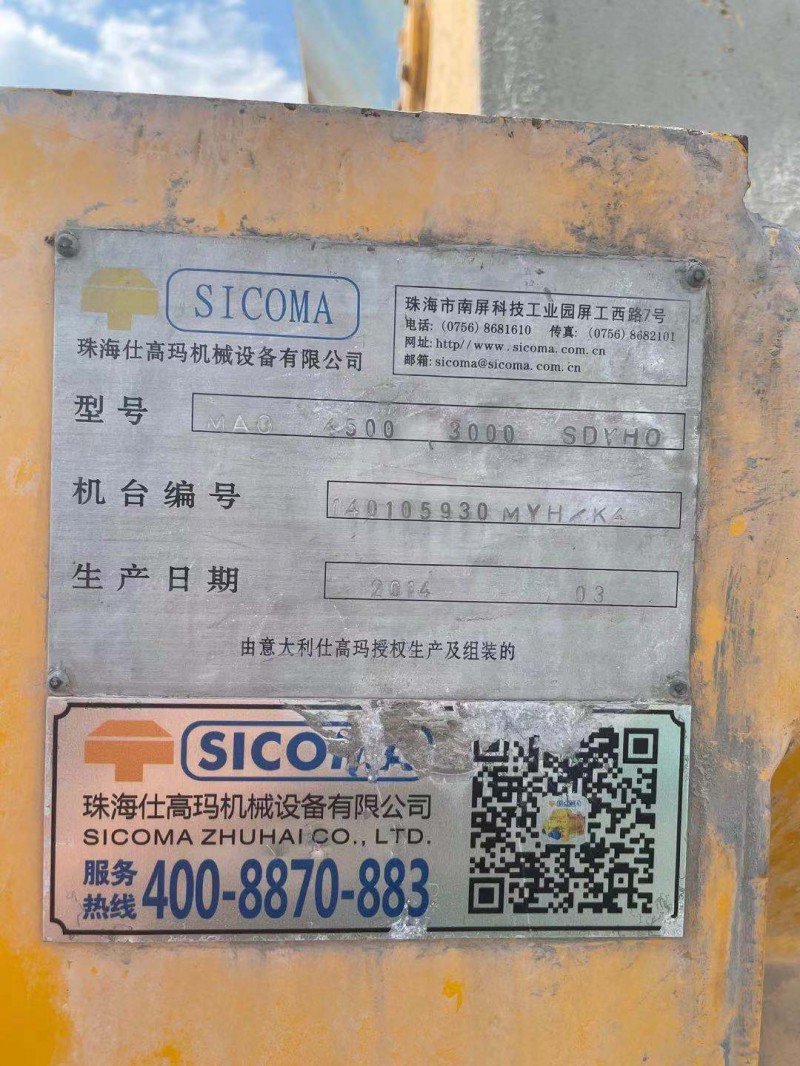 SICOMA
珠海仕高玛机械设备有限公司
珠海市南屏科技工业园屏工西路7号
电话: (0756) 8681610 传真: (0756) 8682101
网址: http//www.sicoma.com.cn
邮箱: sicoma@sicoma.com.cn
型号 MAO 4500 3000 SDYHO
机台编号 140105930 MYH/K4
生产日期 2014 03
由意大利仕高玛授权生产及组装的
SICOMA
珠海仕高玛机械设备有限公司
SICOMA ZHUHAI CO., LTD.
服务热线 400-8870-883